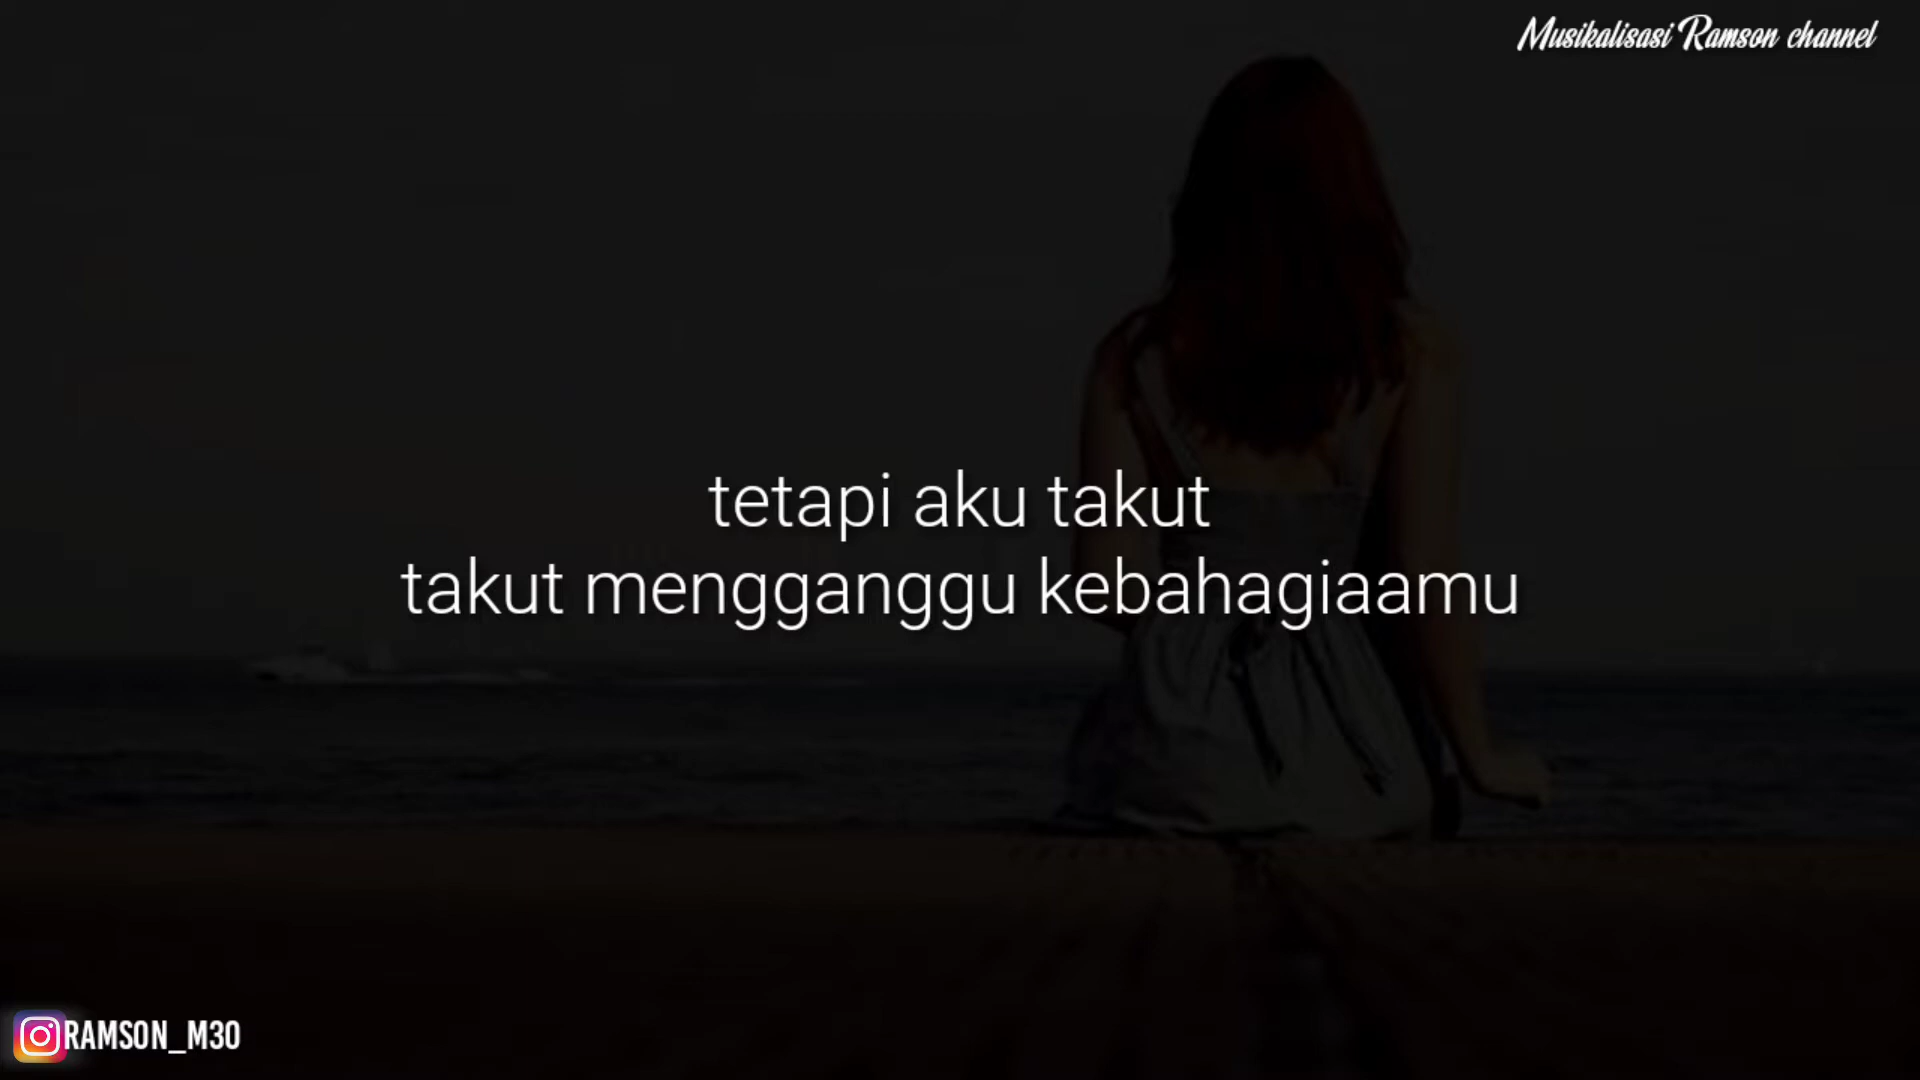 Musikalisasi Ramson channel
tetapi aku takut
takut mengganggu kebahagiaamu
RAMSON_M30